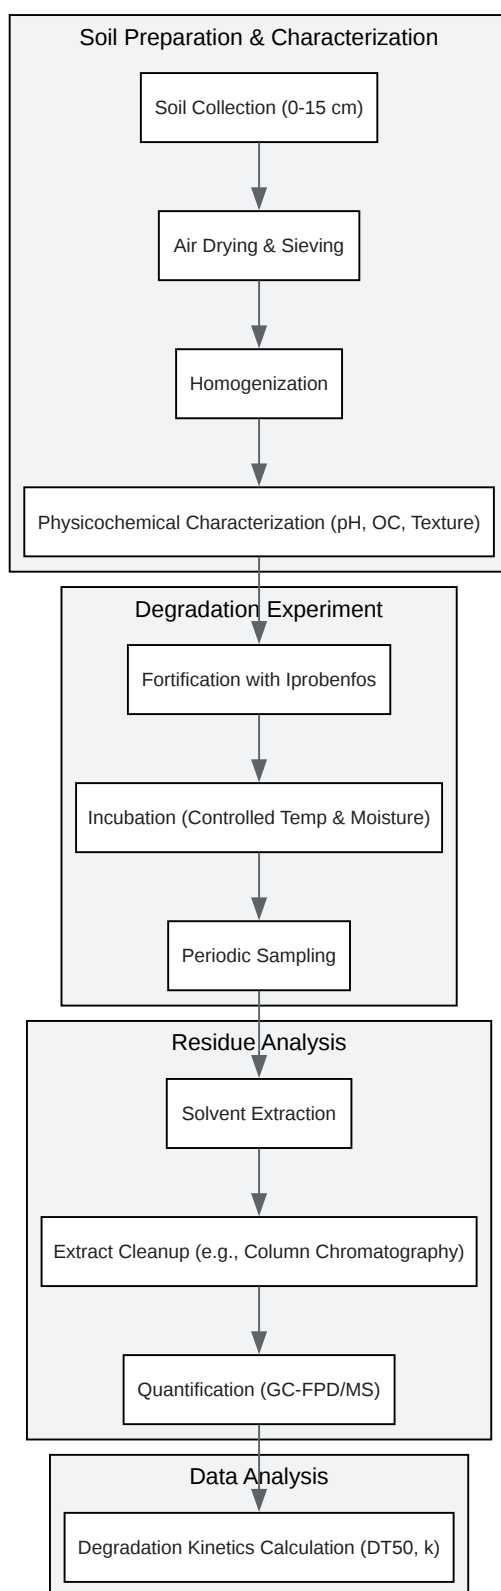 Soil Preparation & Characterization
Soil Collection (0-15 cm)
Air Drying & Sieving
Homogenization
Physicochemical Characterization (pH, OC, Texture)
Degradation Experiment
Fortification with Iprobenfos
Incubation (Controlled Temp & Moisture)
Periodic Sampling
Residue Analysis
Solvent Extraction
Extract Cleanup (e.g., Column Chromatography)
Quantification (GC-FPD/MS)
Data Analysis
Degradation Kinetics Calculation (DT50, k)